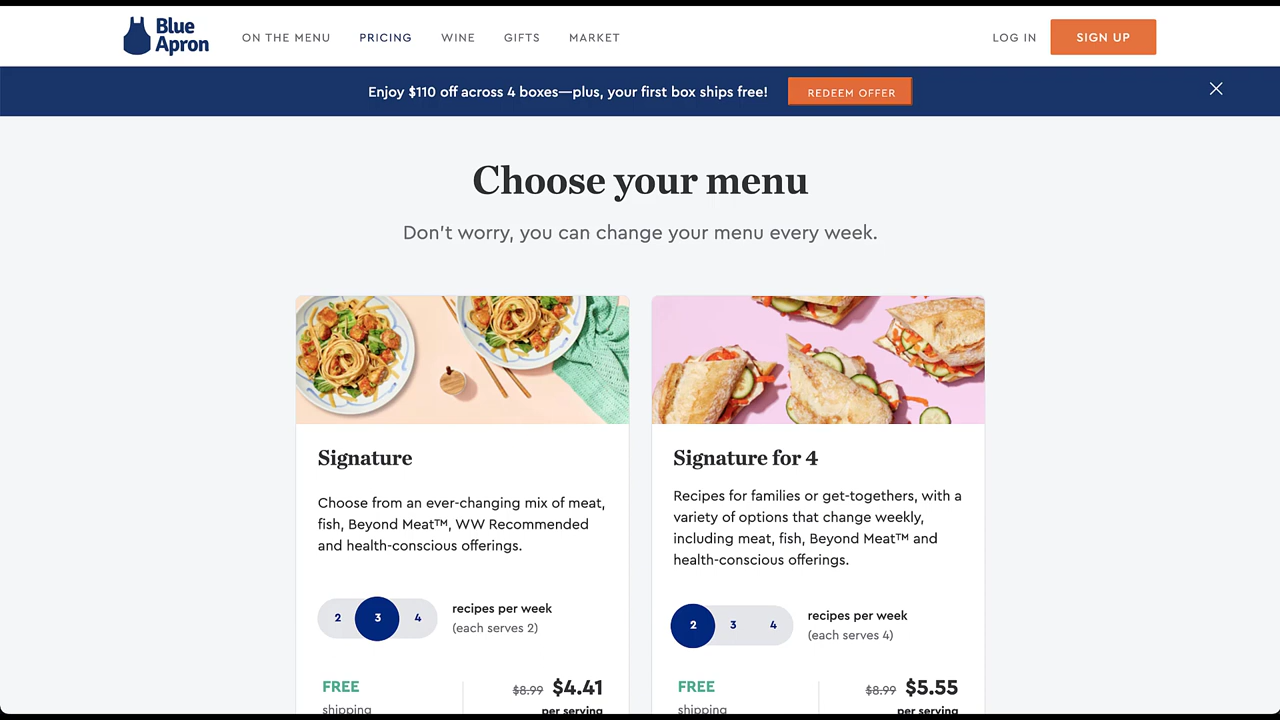 Blue
Apron
ON THE MENU
PRICING
WINE
GIFTS
MARKET
LOG IN
SIGN UP
Enjoy $110 off across 4 boxes—plus, your first box ships free!
REDEEM OFFER
Choose your menu
Don't worry, you can change your menu every week.
Signature
Choose from an ever-changing mix of meat,
fish, Beyond Meat™, WW Recommended
and health-conscious offerings.
2 3 4
recipes per week
(each serves 2)
FREE
shipping
$8.99 $4.41
per serving
Signature for 4
Recipes for families or get-togethers, with a
variety of options that change weekly,
including meat, fish, Beyond Meat™ and
health-conscious offerings.
2 3 4
recipes per week
(each serves 4)
FREE
shipping
$8.99 $5.55
per serving